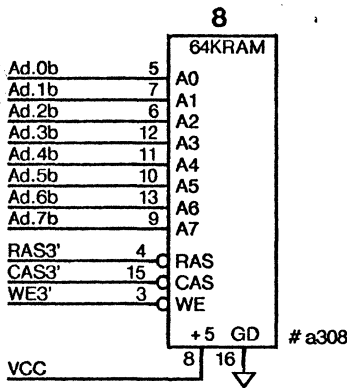 8
64KRAM
Ad.0b 5 A0
Ad.1b 7 A1
Ad.2b 6 A2
Ad.3b 12 A3
Ad.4b 11 A4
Ad.5b 10 A5
Ad.6b 13 A6
Ad.7b 9 A7
RAS3' 4 RAS
CAS3' 15 CAS
WE3' 3 WE
+5 GD # a308
VCC 8 16